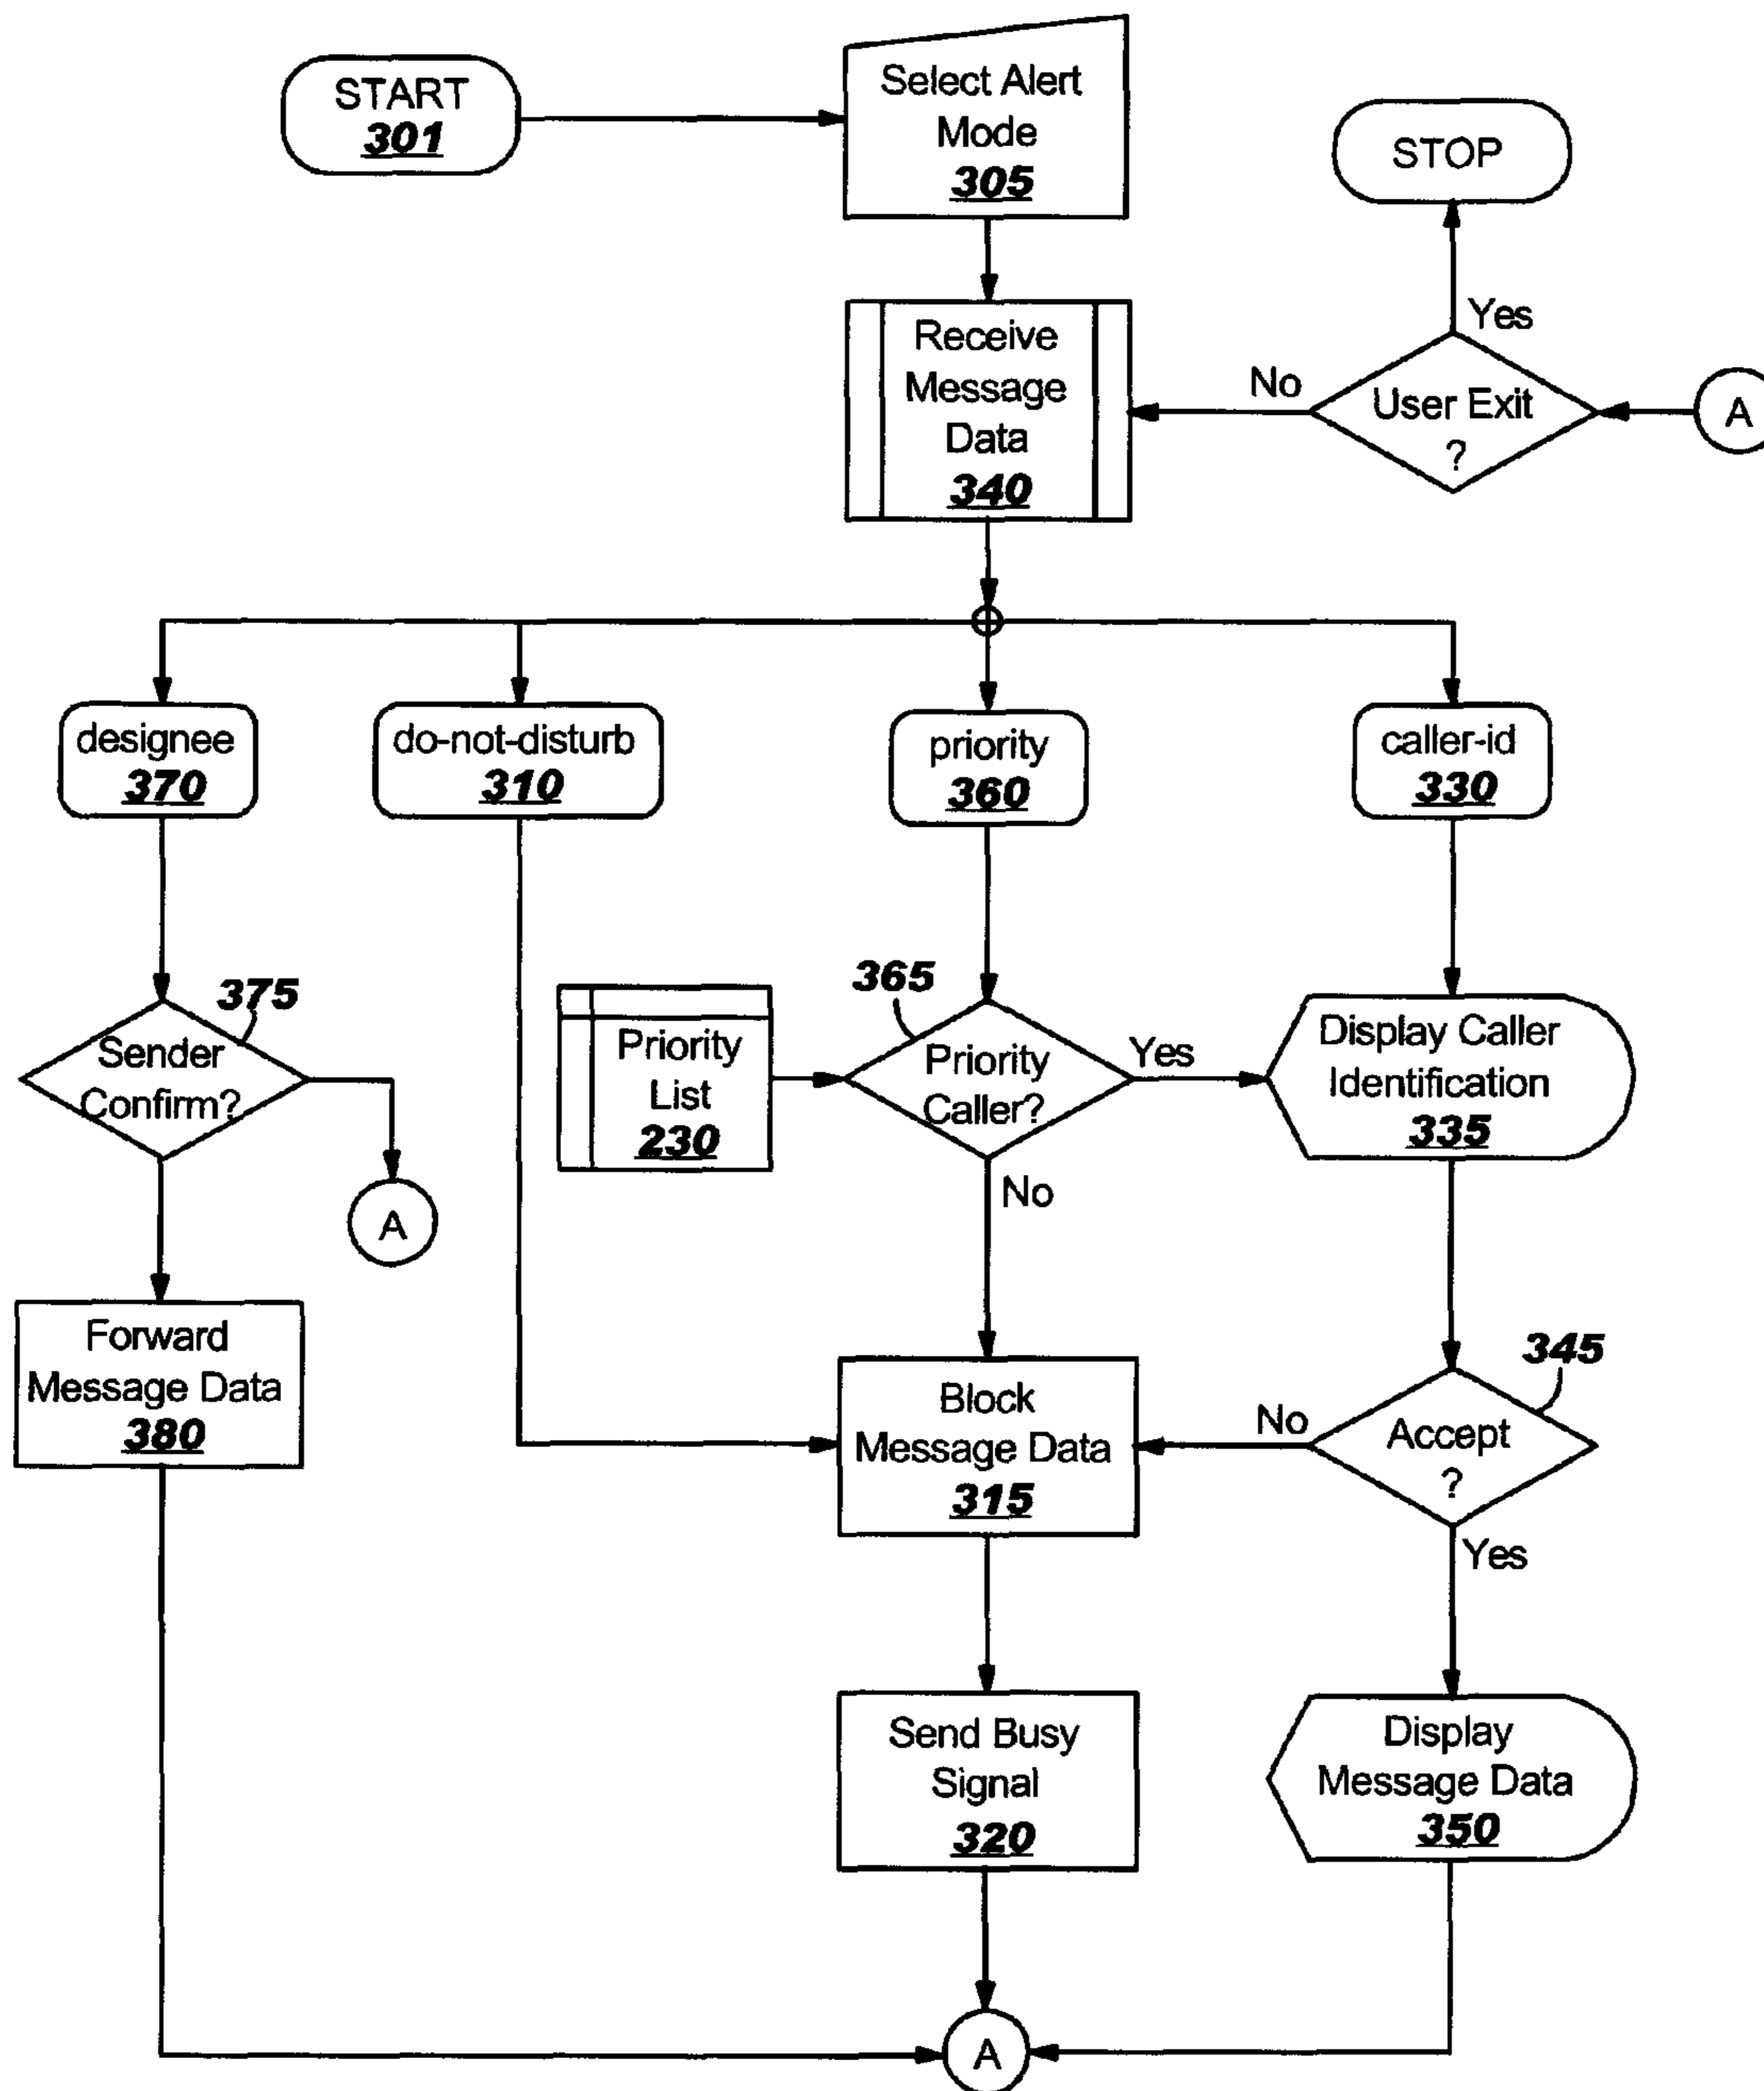 START
301
Select Alert
Mode
305
STOP
Receive
Message
Data
340
Yes
No
User Exit
?
A
designee
370
do-not-disturb
310
priority
360
caller-id
330
375
Sender
Confirm?
A
Priority
List
230
365
Priority
Caller?
Yes
No
Display Caller
Identification
335
Forward
Message Data
380
Block
Message Data
315
No
345
Accept
?
Yes
Send Busy
Signal
320
Display
Message Data
350
A